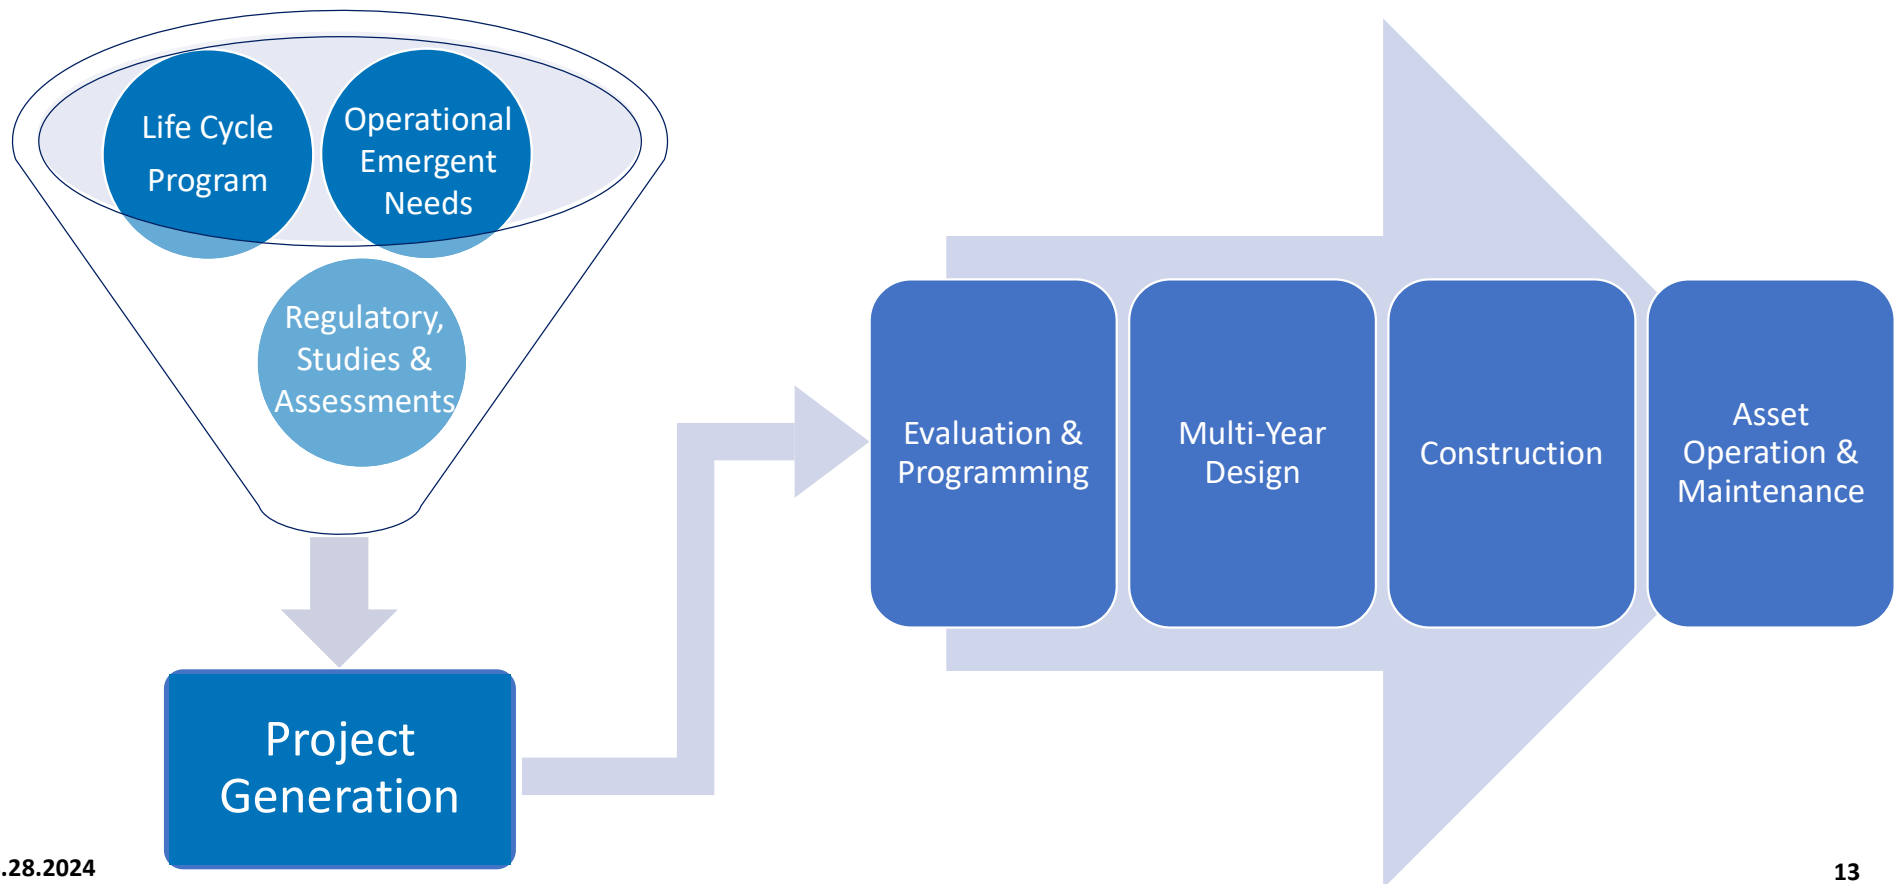 Life Cycle
Program
Operational
Emergent
Needs
Regulatory,
Studies &
Assessments
Project
Generation
Evaluation &
Programming
Multi-Year
Design
Construction
Asset
Operation &
Maintenance
.28.2024
13